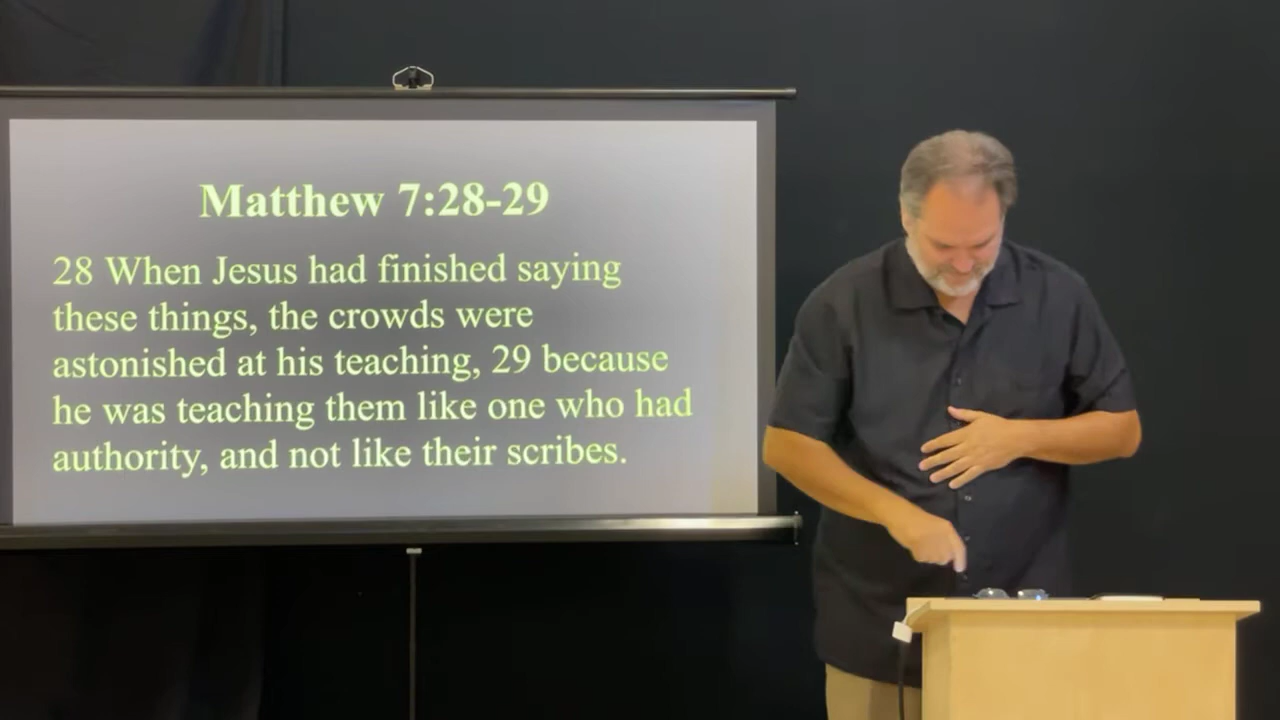 Matthew 7:28-29
28 When Jesus had finished saying
these things, the crowds were
astonished at his teaching, 29 because
he was teaching them like one who had
authority, and not like their scribes.